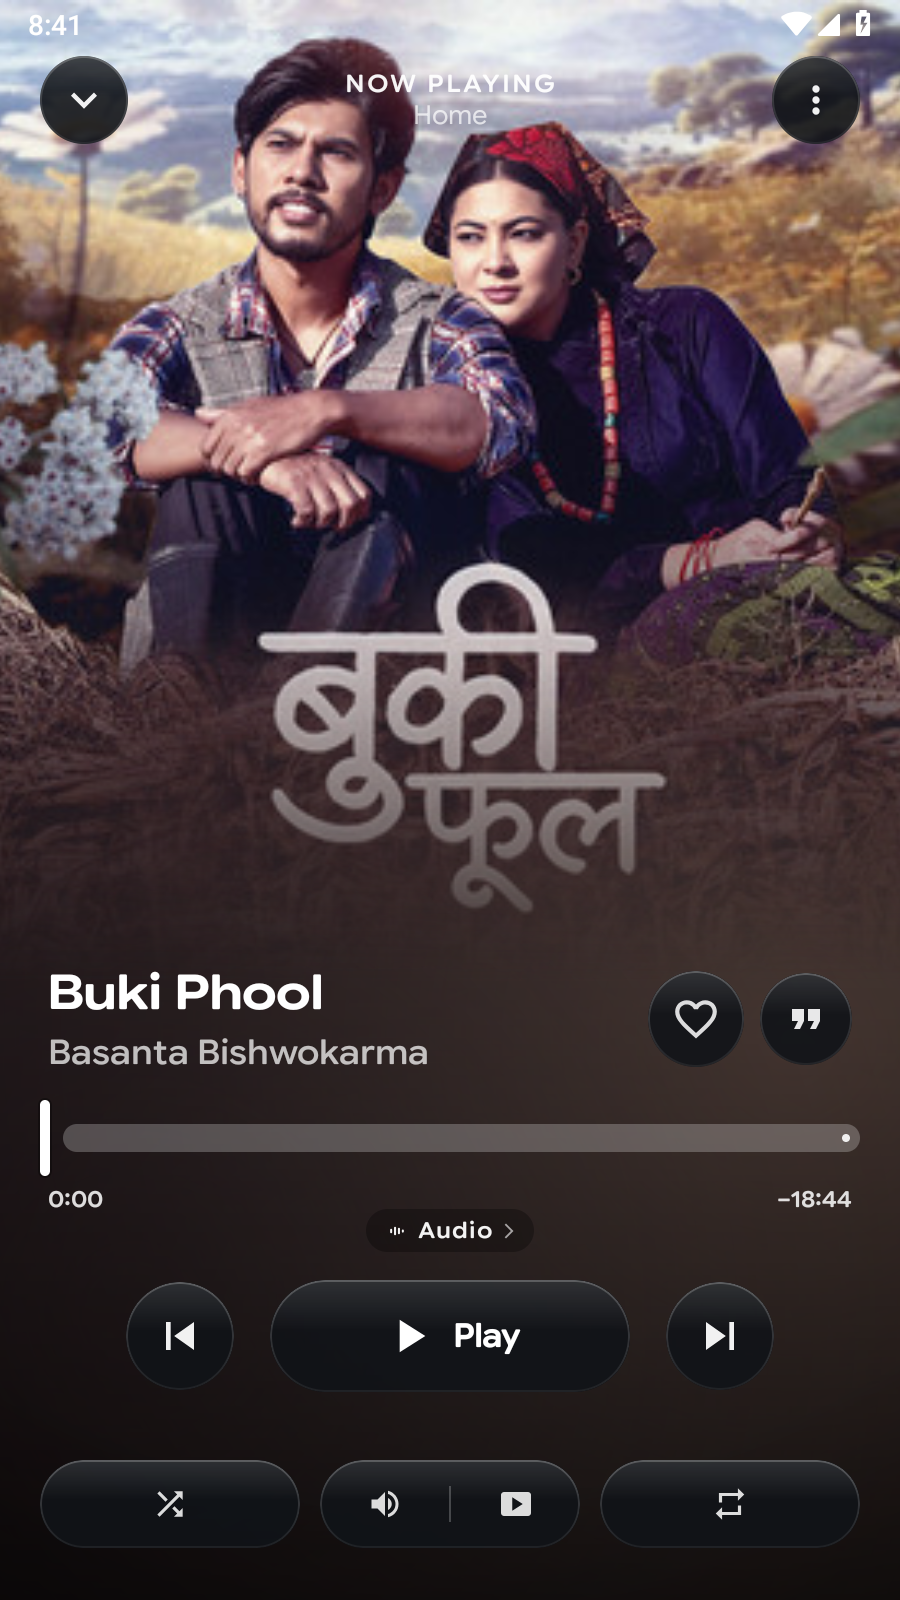 8:41
NOW PLAYING
Home
बुकी
फूल
Buki Phool
Basanta Bishwokarma
0:00
-18:44
Audio
Play